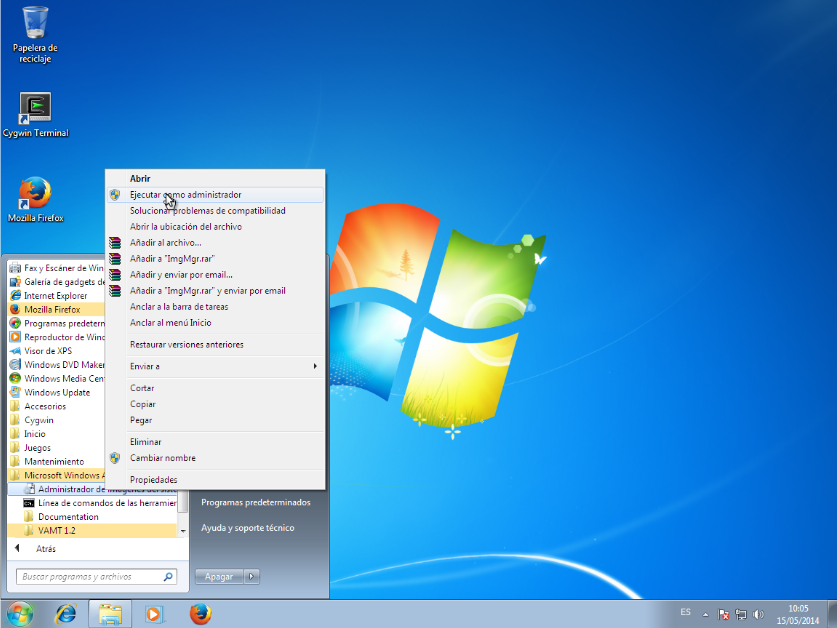 Papelera de
reciclaje
Cygwin Terminal
Mozilla Firefox
Abrir
Ejecutar como administrador
Solucionar problemas de compatibilidad
Abrir la ubicación del archivo
Añadir al archivo...
Añadir a "ImgMgr.rar"
Añadir y enviar por email...
Añadir a "ImgMgr.rar" y enviar por email
Anclar a la barra de tareas
Anclar al menú Inicio
Restaurar versiones anteriores
Enviar a
Cortar
Copiar
Pegar
Eliminar
Cambiar nombre
Propiedades
Fax y Escáner de Win
Galería de gadgets de
Internet Explorer
Mozilla Firefox
Programas predetern
Reproductor de Wind
Visor de XPS
Windows DVD Maker
Windows Media Cen
Windows Update
Accesorios
Cygwin
Inicio
Juegos
Mantenimiento
Microsoft Windows A
Administrador de imágenes del siste
Línea de comandos de las herramier
Documentation
VAMT 1.2
Atrás
Buscar programas y archivos
Programas predeterminados
Ayuda y soporte técnico
Apagar
ES
10:05
15/05/2014